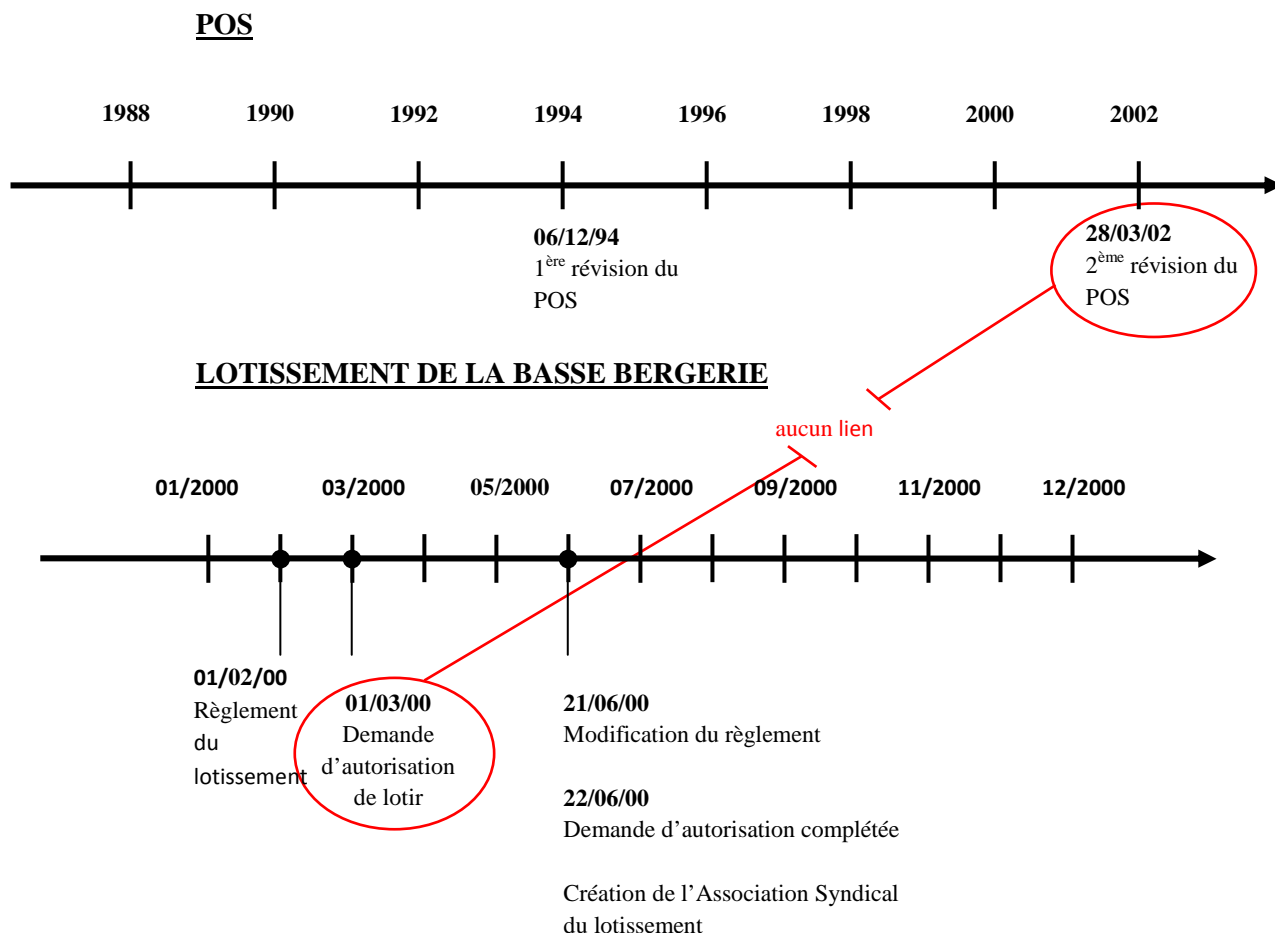 POS
1988 1990 1992 1994 1996 1998 2000 2002
06/12/94
1ère révision du
POS
28/03/02
2ème révision du
POS
LOTISSEMENT DE LA BASSE BERGERIE
aucun lien
01/2000 03/2000 05/2000 07/2000 09/2000 11/2000 12/2000
01/02/00
Règlement
du
lotissement
01/03/00
Demande
d’autorisation
de lotir
21/06/00
Modification du règlement
22/06/00
Demande d’autorisation complétée
Création de l’Association Syndical
du lotissement